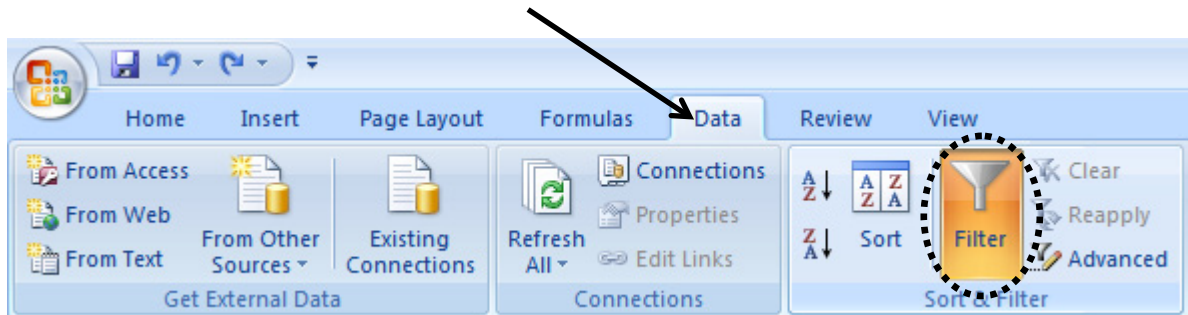 Home Insert Page Layout Formulas Data Review View
From Access
From Web
From Text
From Other
Sources
Existing
Connections
Get External Data
Refresh
All
Connections
Properties
Edit Links
Connections
A
Z
Z
A
A Z
Z A
Sort
Filter
Clear
Reapply
Advanced
Sort & Filter